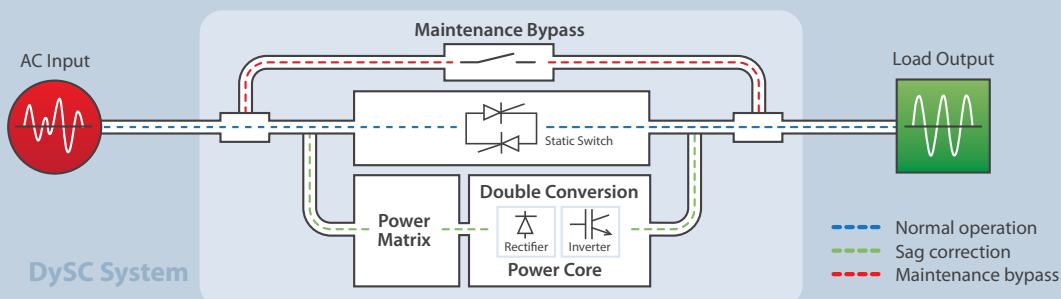 Maintenance Bypass
AC Input
Load Output
Static Switch
Double Conversion
Power
Matrix
Rectifier
Inverter
Power Core
DySC System
Normal operation
Sag correction
Maintenance bypass